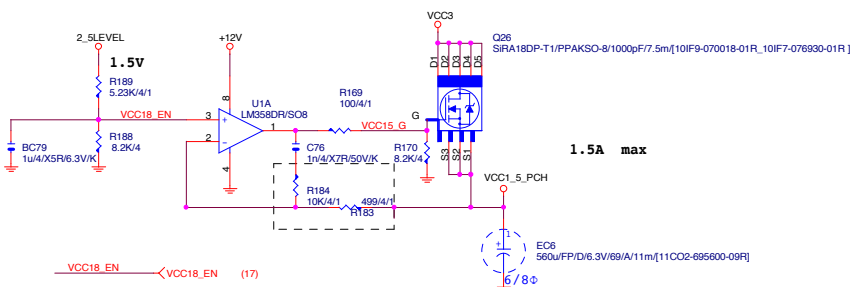 VCC3
Q26
SiRA18DP-T1/PPAKSO-8/1000pF/7.5m/[10IF9-070018-01R_10IF7-076930-01R ]
2_5LEVEL
+12V
1.5V
D1
D2
D3
D4
D5
R189
5.23K/4/1
8
U1A
LM358DR/SO8
R169
100/4/1
VCC18_EN
3
+
1
VCC15_G
G
2
-
BC79
1u/4/X5R/6.3V/K
R188
8.2K/4
4
C76
1n/4/X7R/50V/K
R170
8.2K/4
S3
S2
S1
1.5A max
VCC1_5_PCH
R184
10K/4/1
499/4/1
R183
1
+
EC6
560u/FP/D/6.3V/69/A/11m/[11CO2-695600-09R]
6/8Φ
VCC18_EN
VCC18_EN (17)